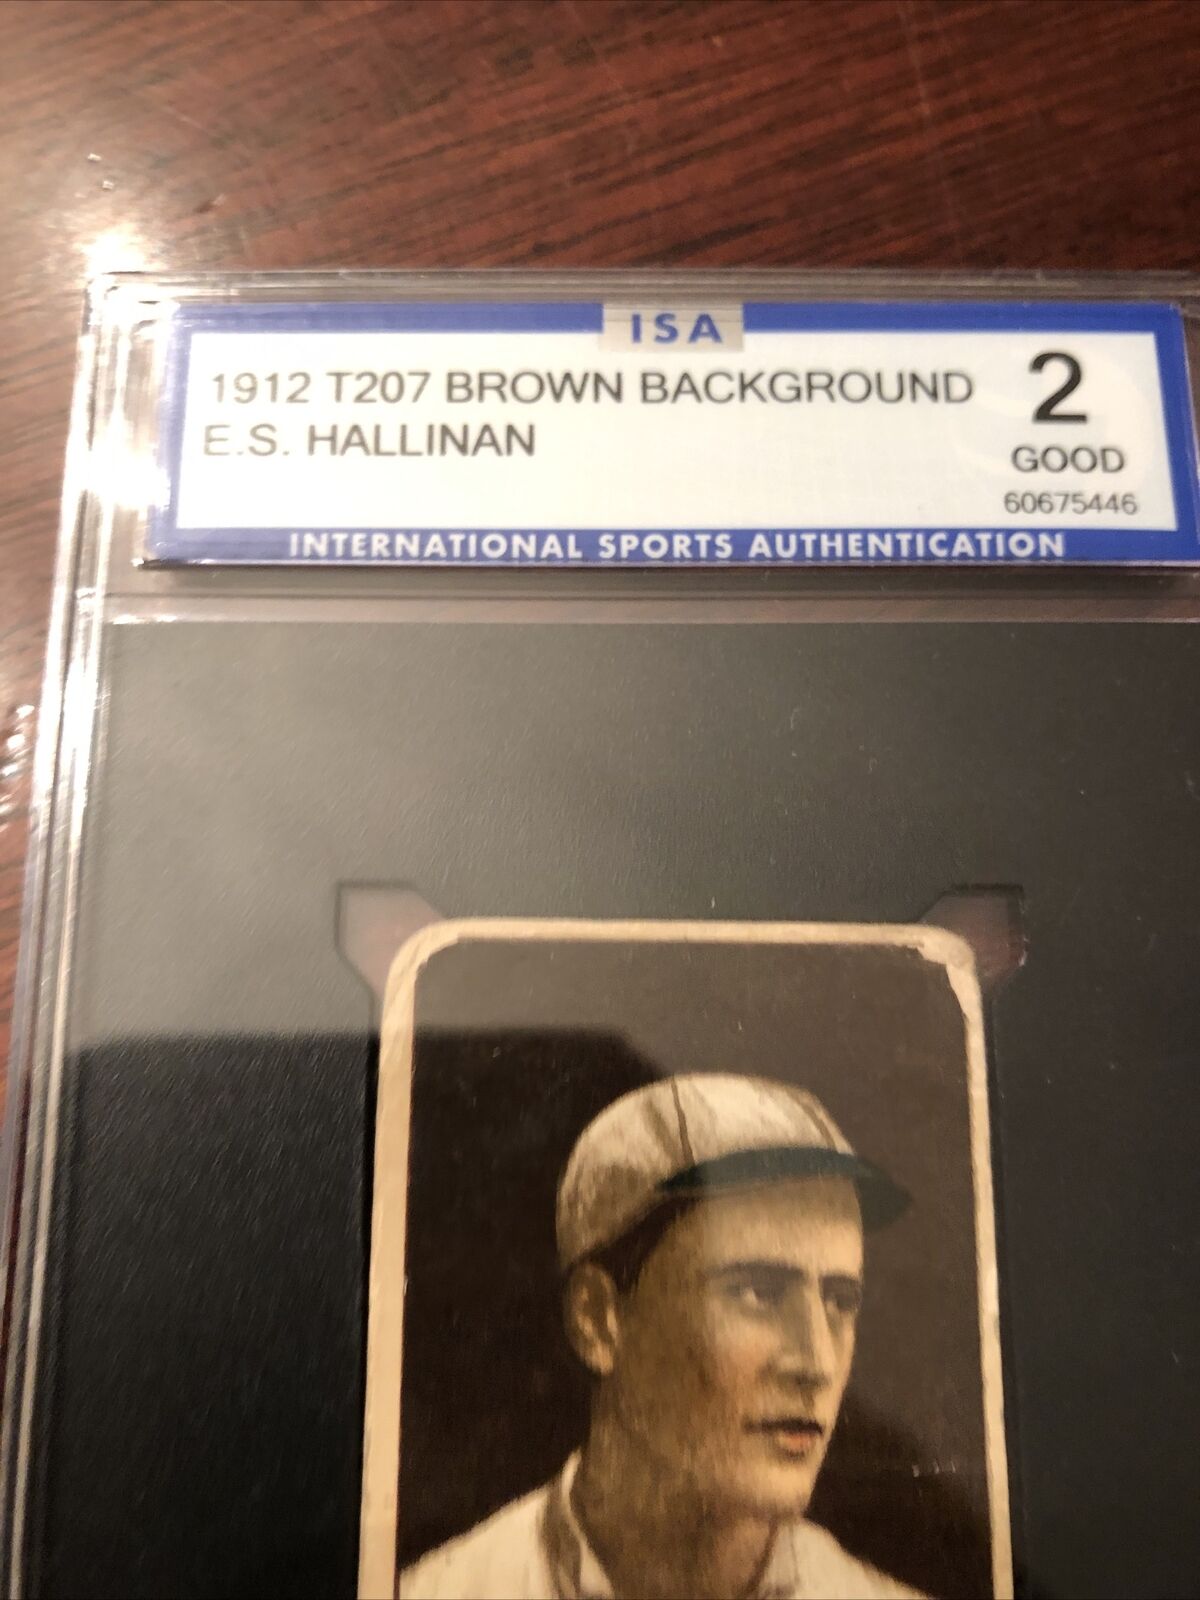 ISA
1912 T207 BROWN BACKGROUND
E.S. HALLINAN
2
GOOD
60675446
INTERNATIONAL SPORTS AUTHENTICATION